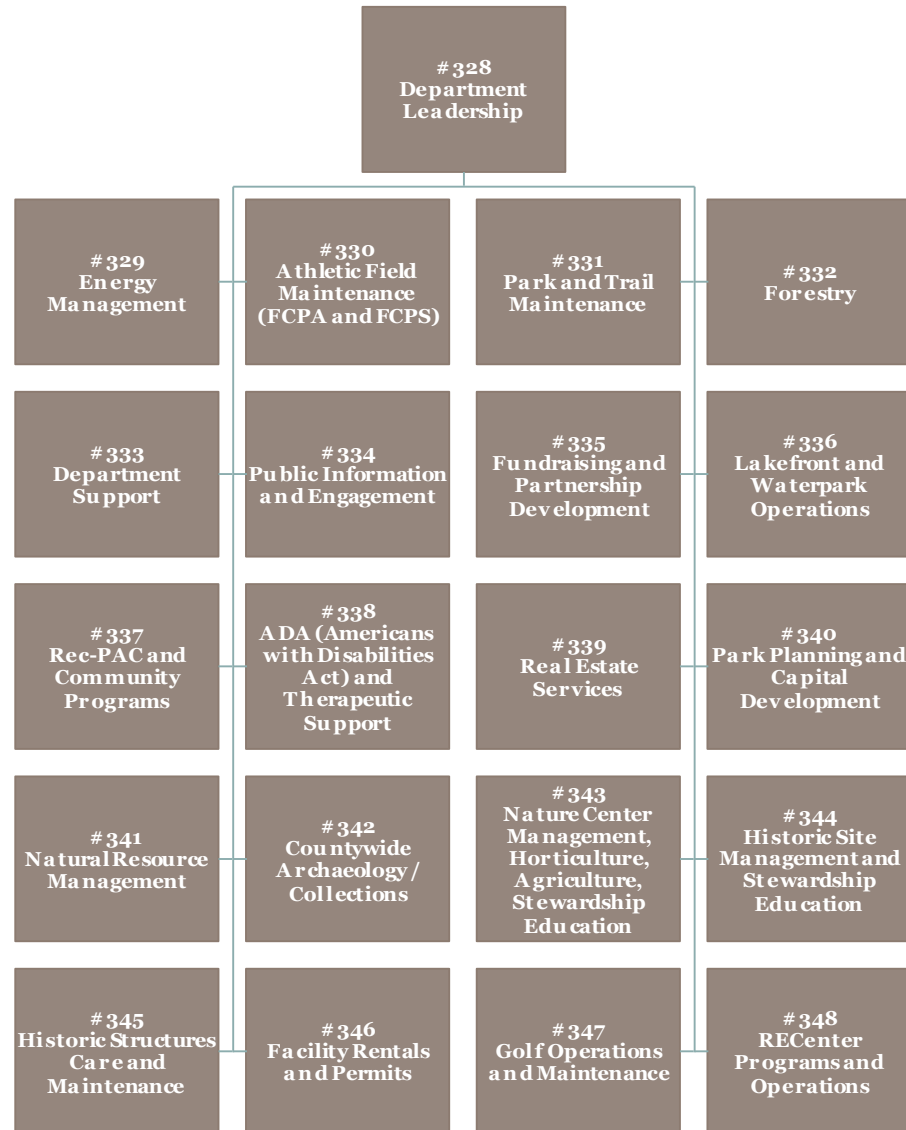 #328
Department
Leadership
#329
Energy
Management
#330
Athletic Field
Maintenance
(FCPA and FCPS)
#331
Park and Trail
Maintenance
#332
Forestry
#333
Department
Support
#334
Public Information
and Engagement
#335
Fundraising and
Partnership
Development
#336
Lakefront and
Waterpark
Operations
#337
Rec-PAC and
Community
Programs
#338
ADA (Americans
with Disabilities
Act) and
Therapeutic
Support
#339
Real Estate
Services
#340
Park Planning and
Capital
Development
#341
Natural Resource
Management
#342
Countywide
Archaeology/
Collections
#343
Nature Center
Management,
Horticulture,
Agriculture,
Stewardship
Education
#344
Historic Site
Management and
Stewardship
Education
#345
Historic Structures
Care and
Maintenance
#346
Facility Rentals
and Permits
#347
Golf Operations
and Maintenance
#348
RECenter
Programs and
Operations